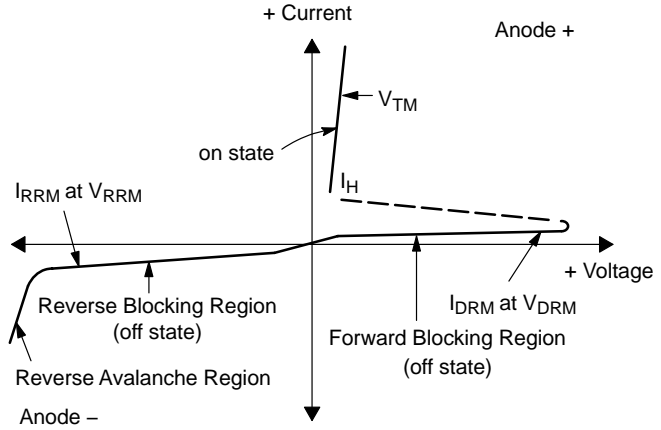 + Current
Anode +
V_TM
on state
I_RRM at V_RRM
I_H
+ Voltage
Reverse Blocking Region
(off state)
I_DRM at V_DRM
Forward Blocking Region
(off state)
Reverse Avalanche Region
Anode –